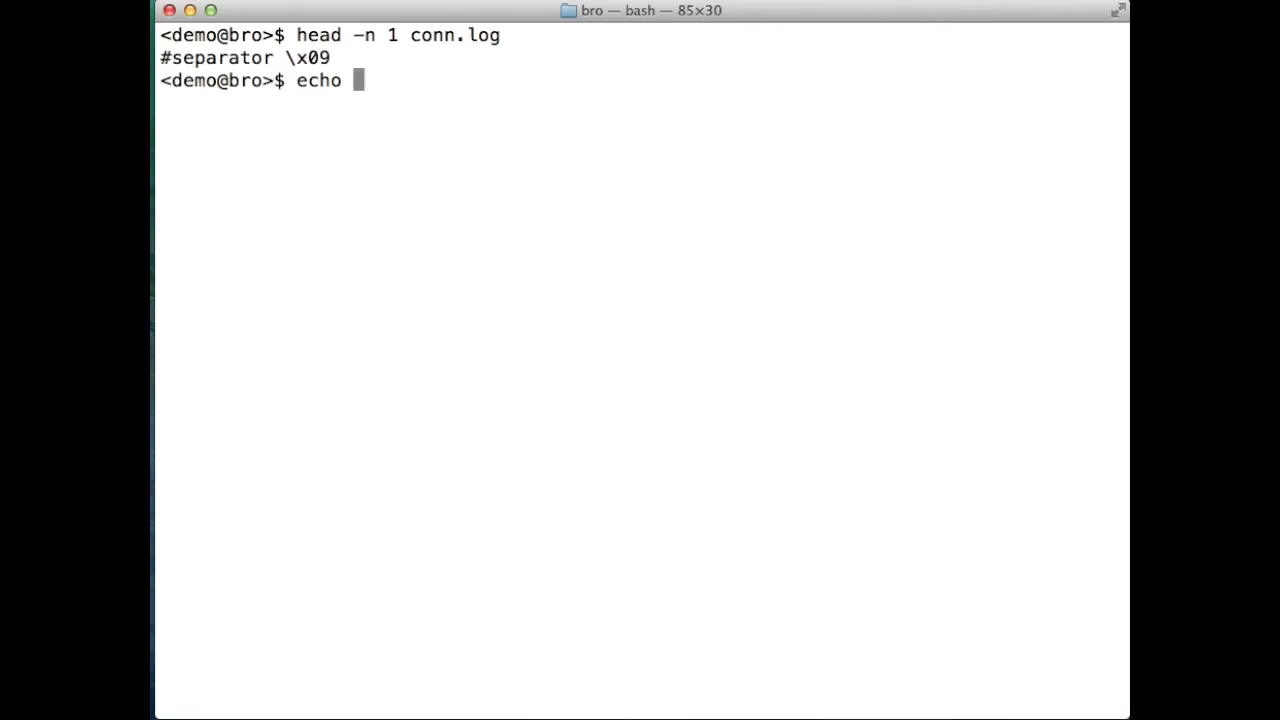 bro — bash — 85×30
<demo@bro>$ head -n 1 conn.log
#separator \x09
<demo@bro>$ echo